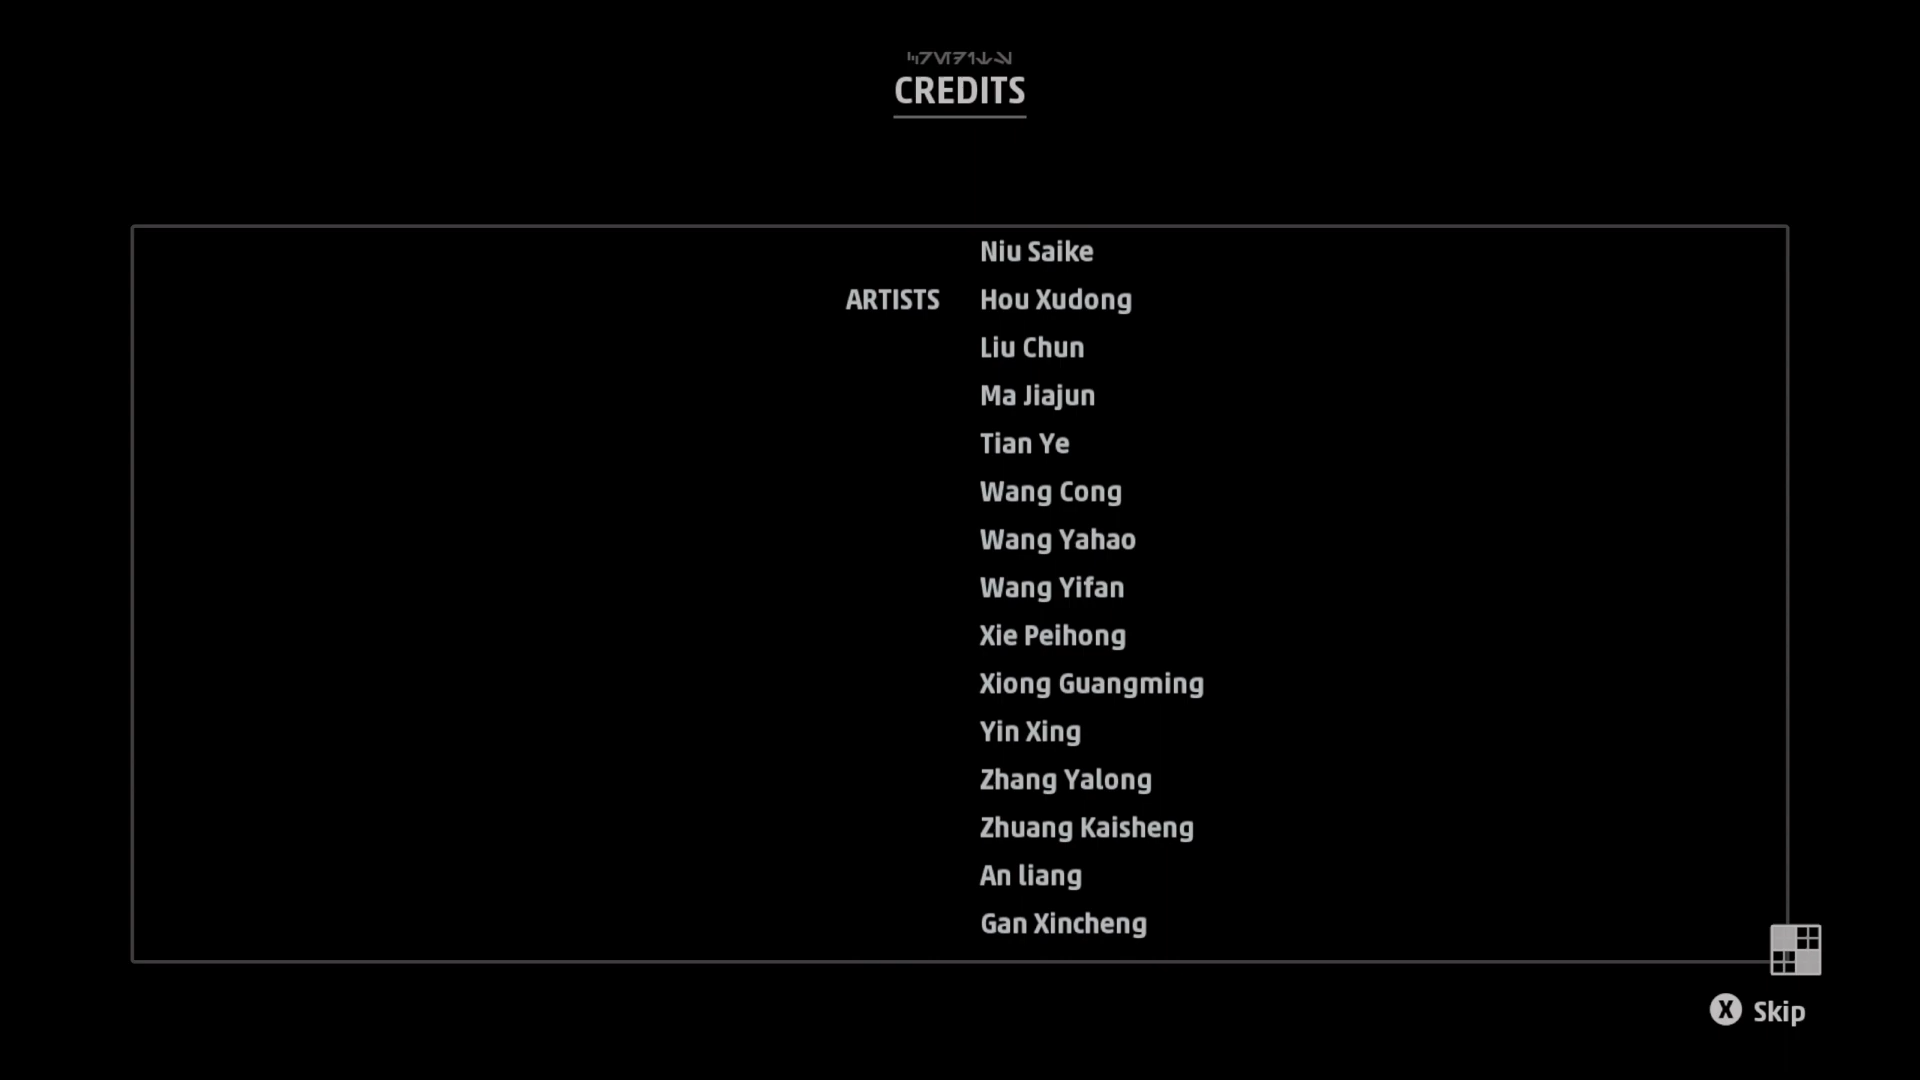 CREDITS
Niu Saike
ARTISTS Hou Xudong
Liu Chun
Ma Jiajun
Tian Ye
Wang Cong
Wang Yahao
Wang Yifan
Xie Peihong
Xiong Guangming
Yin Xing
Zhang Yalong
Zhuang Kaisheng
An liang
Gan Xincheng
X Skip